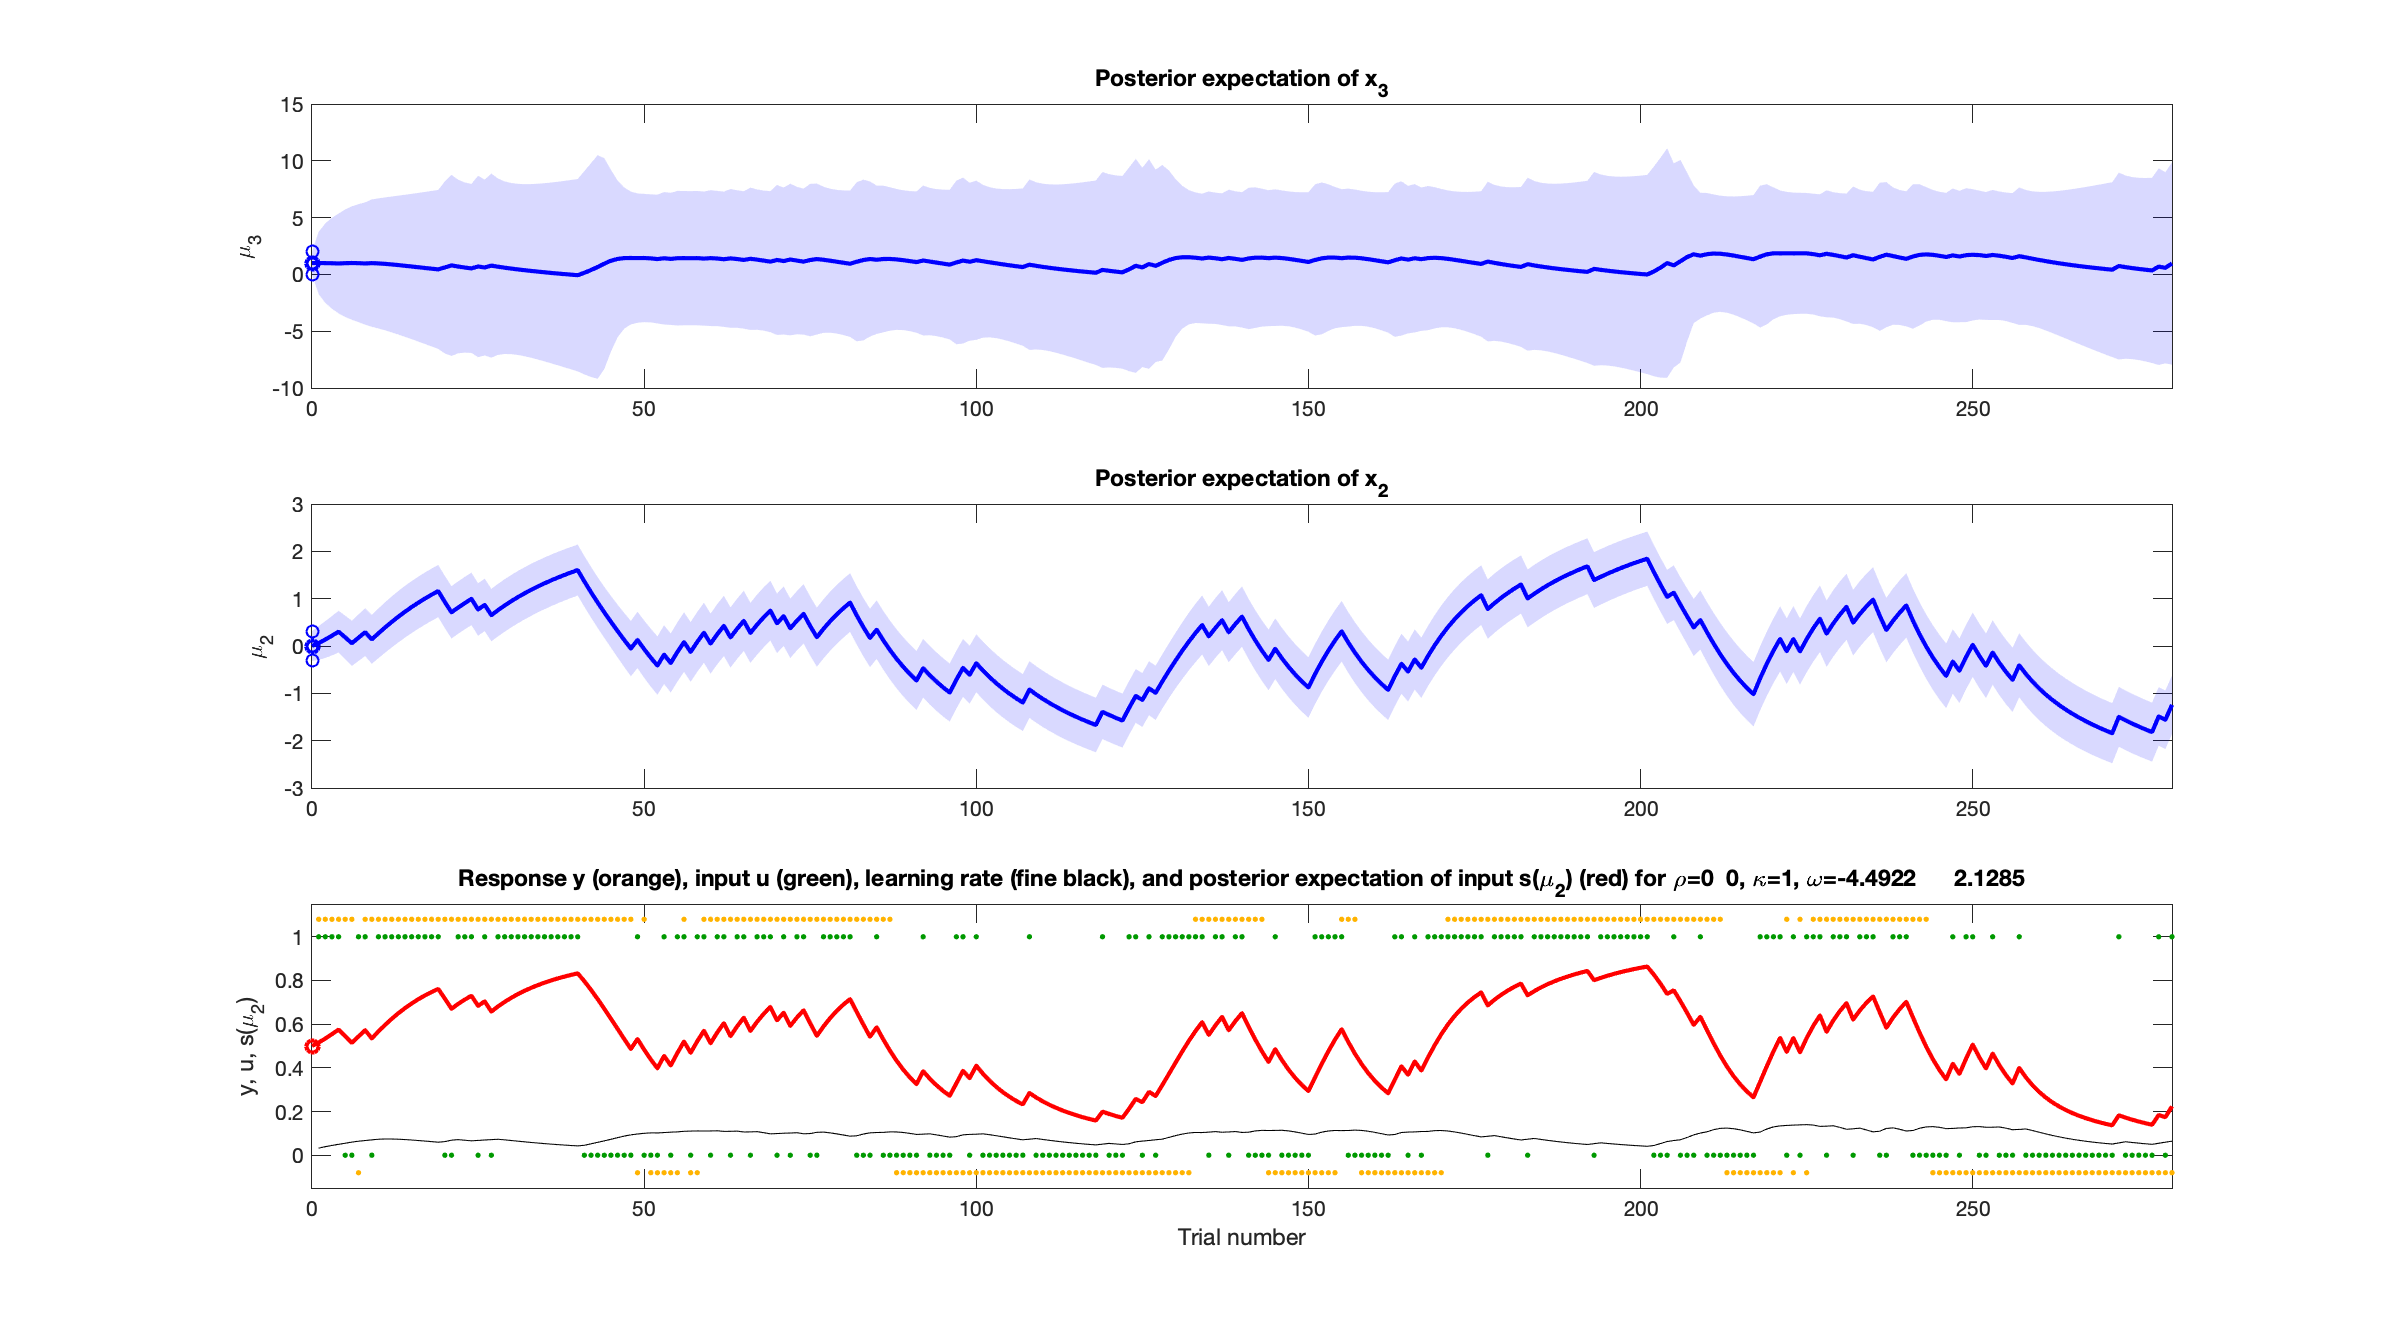 Posterior expectation of x3
15
10
5
0
-5
-10
μ3
0 50 100 150 200 250
Posterior expectation of x2
3
2
1
0
-1
-2
-3
μ2
0 50 100 150 200 250
Response y (orange), input u (green), learning rate (fine black), and posterior expectation of input s(μ2) (red) for ρ=0 0, κ=1, ω=-4.4922 2.1285
1
0.8
0.6
0.4
0.2
0
y, u, s(μ2)
0 50 100 150 200 250
Trial number